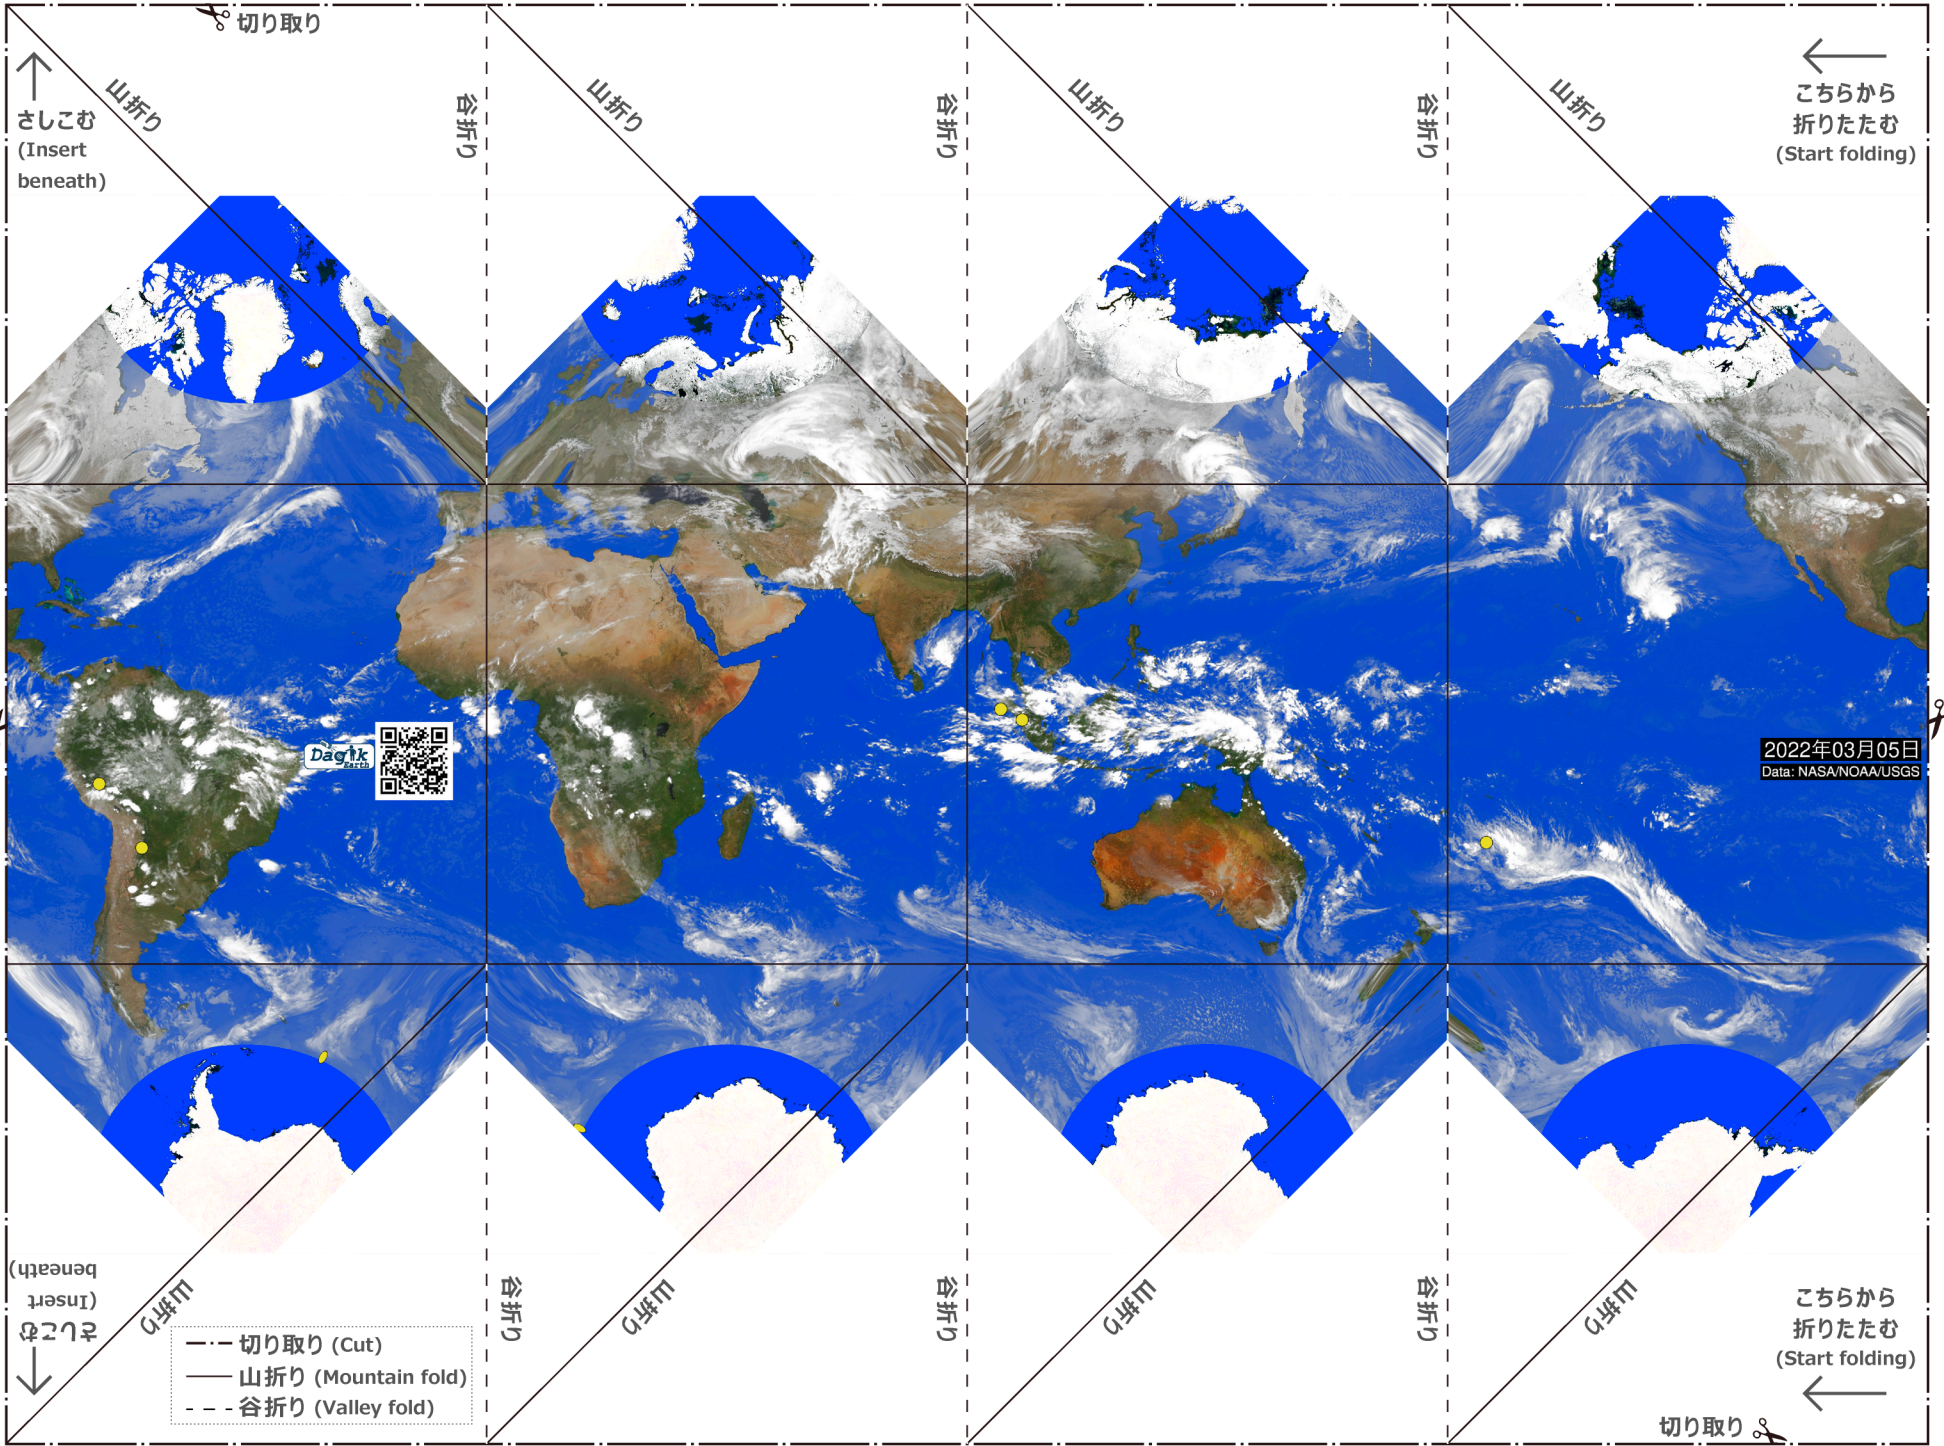 切り取り
山折り
谷折り
山折り
谷折り
山折り
谷折り
山折り
さしこむ
(Insert
beneath)
こちらから
折りたたむ
(Start folding)
Dagik
Earth
2022年03月05日
Data: NASA/NOAA/USGS
さしこむ
(Insert
beneath)
山折り
谷折り
山折り
谷折り
山折り
谷折り
山折り
こちらから
折りたたむ
(Start folding)
切り取り (Cut)
山折り (Mountain fold)
谷折り (Valley fold)
切り取り